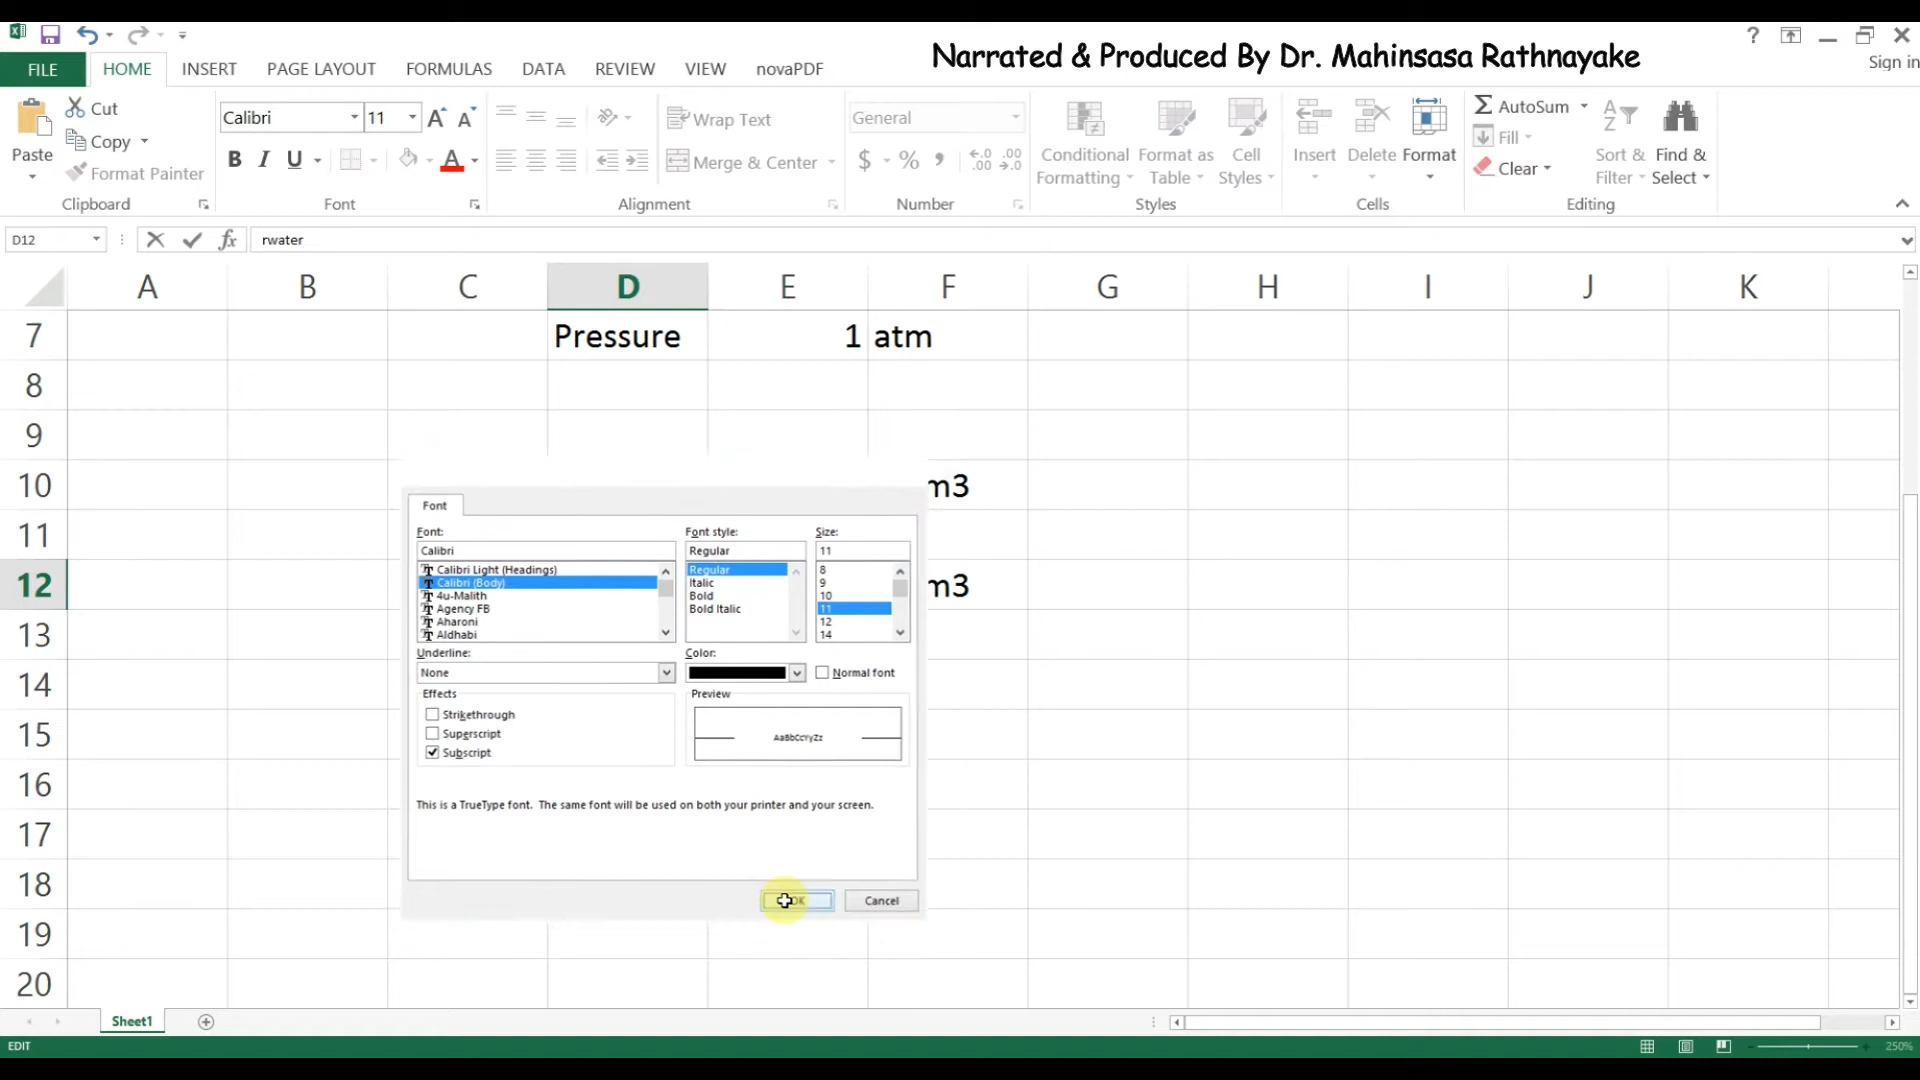 Narrated & Produced By Dr. Mahinsasa Rathnayake
? Sign in
FILE HOME INSERT PAGE LAYOUT FORMULAS DATA REVIEW VIEW novaPDF
Paste
Cut
Copy
Format Painter
Clipboard
Calibri 11
B I U A
Font
Wrap Text
Merge & Center
Alignment
General
$ % ,
Number
Conditional Formatting
Format as Table
Cell Styles
Styles
Insert
Delete
Format
Cells
AutoSum
Fill
Clear
Sort & Filter
Find & Select
Editing
D12 fx rwater
A B C D E F G H I J K
7 Pressure 1 atm
8
9
10 m3
11
12 m3
13
14
15
16
17
18
19
20
Font
Font: Font style: Size:
Calibri Regular 11
Calibri Light (Headings) Regular 8
Calibri (Body) Italic 9
4u-Malith Bold 10
Agency FB Bold Italic 11
Aharoni 12
Aldhabi 14
Underline: Color:
None Normal font
Effects Preview
Strikethrough
Superscript
Subscript
AaBbCcYyZz
This is a TrueType font. The same font will be used on both your printer and your screen.
OK Cancel
Sheet1
EDIT 250%